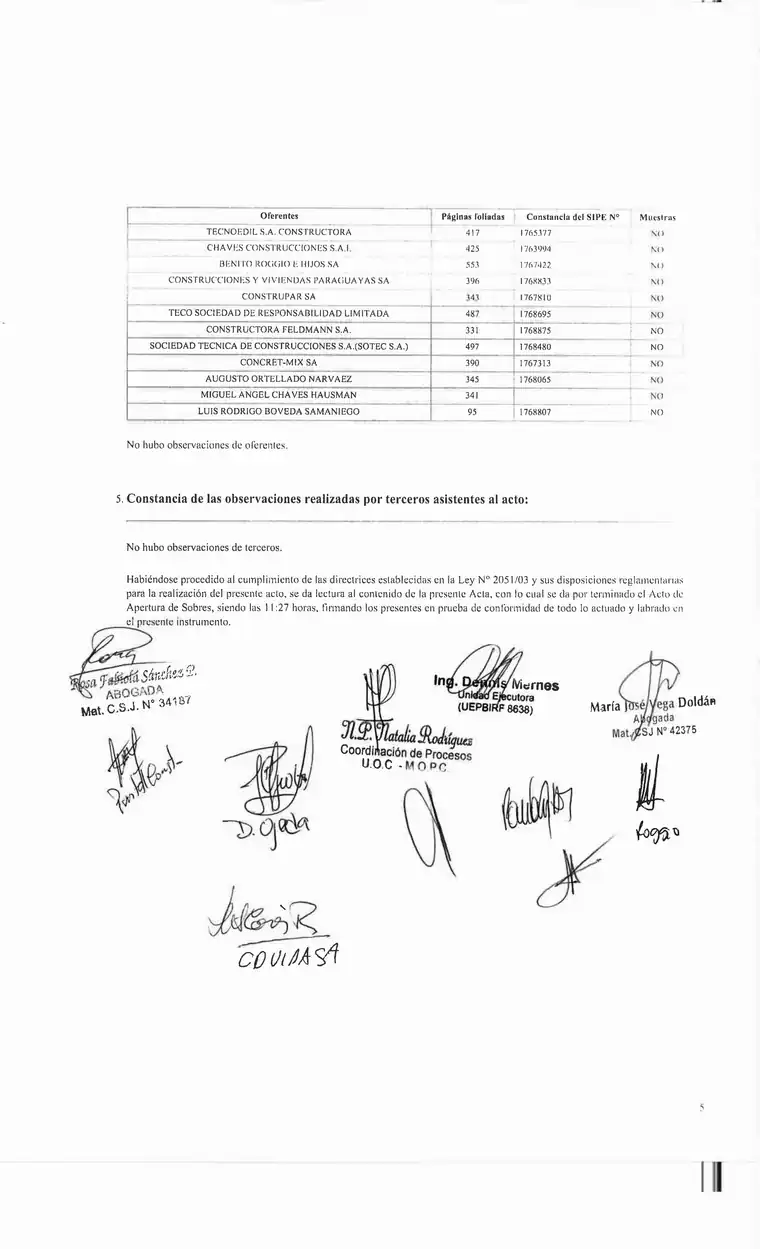 Oferentes Páginas foliadas Constancia del SIPE N° Muestras
TECNOEDIL S.A. CONSTRUCTORA 417 1765377 NO
CHAVES CONSTRUCCIONES S.A.I. 425 1763994 NO
BENITO ROGGIO E HIJOS SA 553 1767422 NO
CONSTRUCCIONES Y VIVIENDAS PARAGUAYAS SA 396 1768833 NO
CONSTRUPAR SA 343 1767810 NO
TECO SOCIEDAD DE RESPONSABILIDAD LIMITADA 487 1768695 NO
CONSTRUCTORA FELDMANN S.A. 331 1768875 NO
SOCIEDAD TECNICA DE CONSTRUCCIONES S.A.(SOTEC S.A.) 497 1768480 NO
CONCRET-MIX SA 390 1767313 NO
AUGUSTO ORTELLADO NARVAEZ 345 1768065 NO
MIGUEL ANGEL CHAVES HAUSMAN 341 NO
LUIS RODRIGO BOVEDA SAMANIEGO 95 1768807 NO
No hubo observaciones de oferentes.
5. Constancia de las observaciones realizadas por terceros asistentes al acto:
No hubo observaciones de terceros.
Habiéndose procedido al cumplimiento de las directrices establecidas en la Ley N° 2051/03 y sus disposiciones reglamentarias
para la realización del presente acto, se da lectura al contenido de la presente Acta, con lo cual se da por terminado el Acto de
Apertura de Sobres, siendo las 11:27 horas, firmando los presentes en prueba de conformidad de todo lo actuado y labrado en
el presente instrumento.
Rosa Fabiola Sánchez P.
ABOGADA
Mat. C.S.J. N° 34187
Ing. Dennis Mernes
Unidad Ejecutora
(UEPBIRF 8638)
María José Vega Doldán
Abogada
Mat. CSJ N° 42375
N.P. Natalia Rodríguez
Coordinación de Procesos
U.O.C - M O P C
D. Ojeda
Roggio
COVIPA SA
5